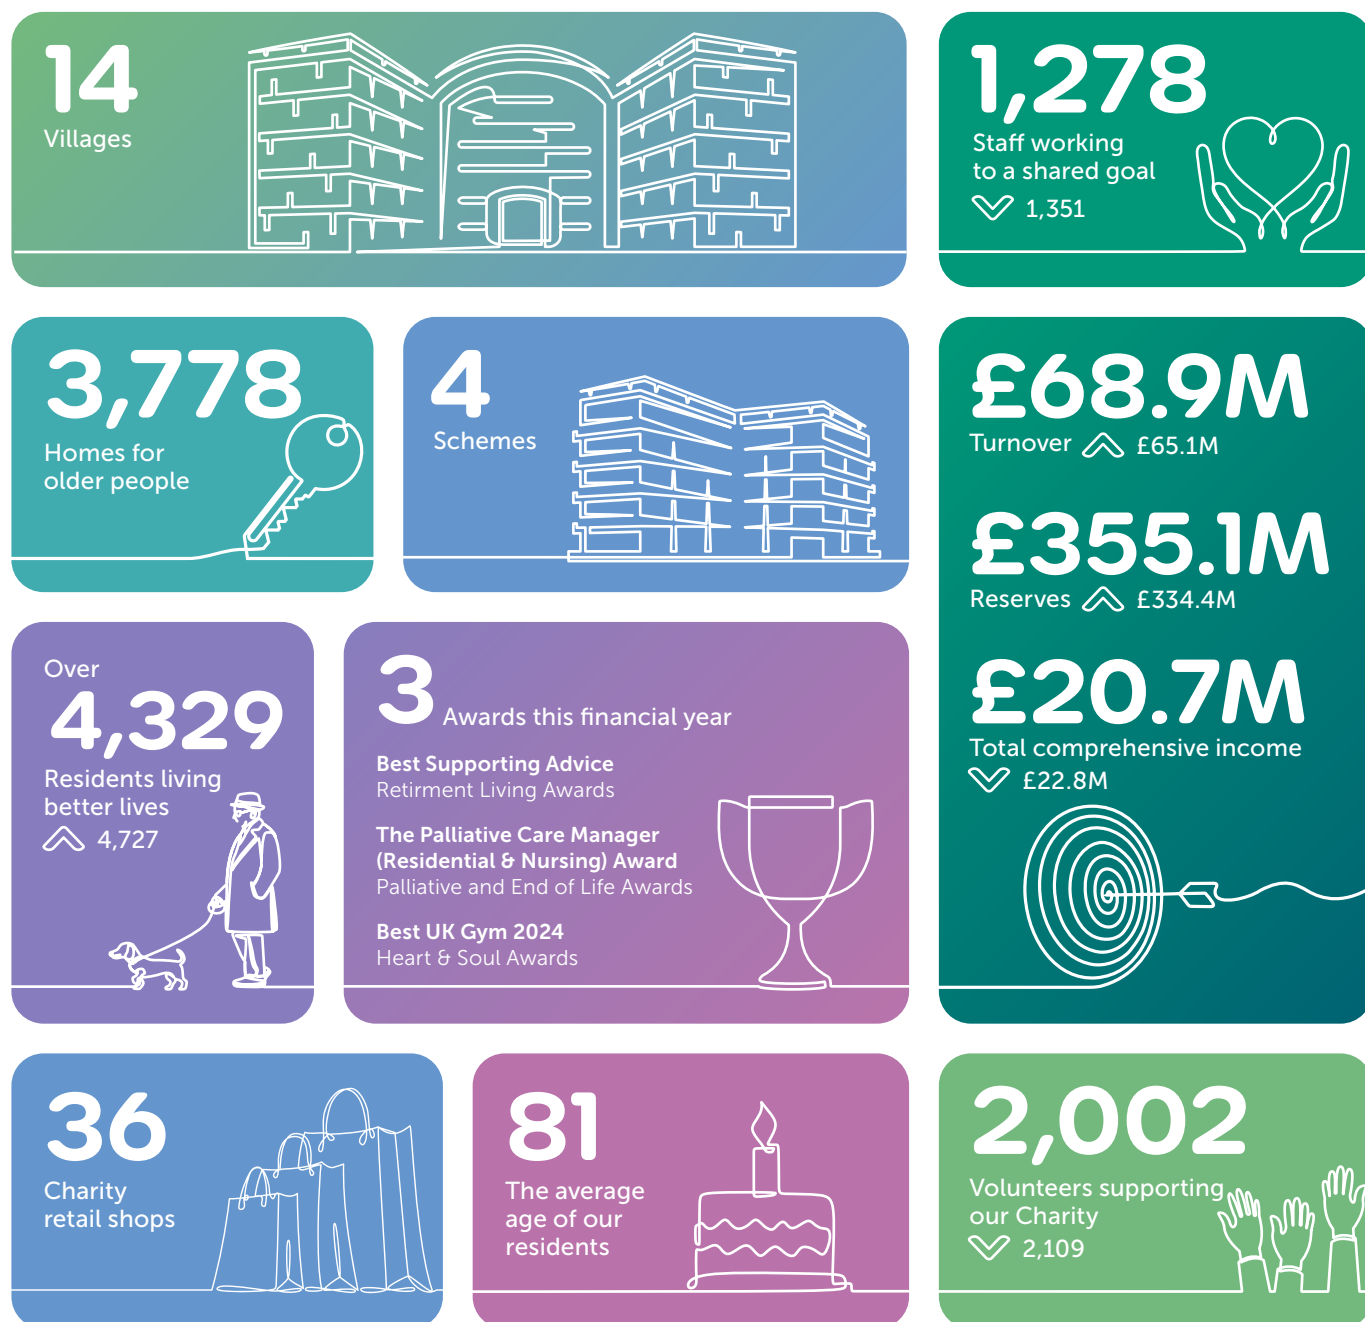 14
Villages
1,278
Staff working
to a shared goal
1,351
3,778
Homes for
older people
4
Schemes
£68.9M
Turnover £65.1M
£355.1M
Reserves £334.4M
£20.7M
Total comprehensive income
£22.8M
Over
4,329
Residents living
better lives
4,727
3 Awards this financial year
Best Supporting Advice
Retirment Living Awards
The Palliative Care Manager
(Residential & Nursing) Award
Palliative and End of Life Awards
Best UK Gym 2024
Heart & Soul Awards
36
Charity
retail shops
81
The average
age of our
residents
2,002
Volunteers supporting
our Charity
2,109